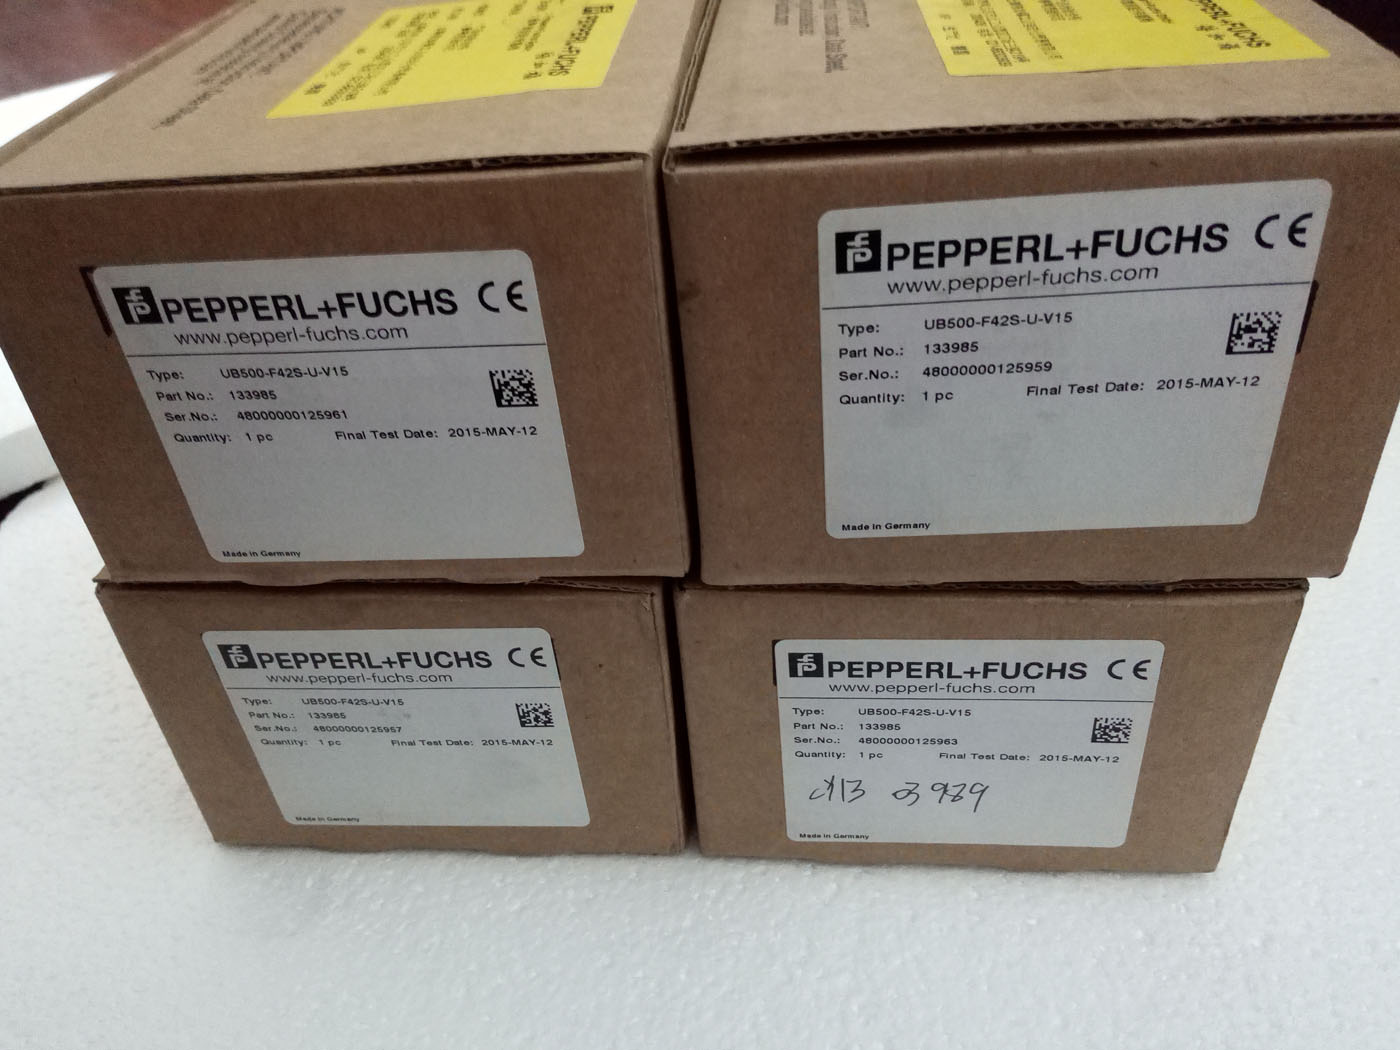 PEPPERL+FUCHS
PEPPERL+FUCHS
PEPPERL+FUCHS CE
www.pepperl-fuchs.com
Type: UB500-F42S-U-V15
Part No.: 133985
Ser.No.: 48000000125961
Quantity: 1 pc Final Test Date: 2015-MAY-12
Made in Germany
PEPPERL+FUCHS CE
www.pepperl-fuchs.com
Type: UB500-F42S-U-V15
Part No.: 133985
Ser.No.: 48000000125959
Quantity: 1 pc Final Test Date: 2015-MAY-12
Made in Germany
PEPPERL+FUCHS CE
www.pepperl-fuchs.com
Type: UB500-F42S-U-V15
Part No.: 133985
Ser.No.: 48000000125957
Quantity: 1 pc Final Test Date: 2015-MAY-12
Made in Germany
PEPPERL+FUCHS CE
www.pepperl-fuchs.com
Type: UB500-F42S-U-V15
Part No.: 133985
Ser.No.: 48000000125963
Quantity: 1 pc Final Test Date: 2015-MAY-12
Made in Germany